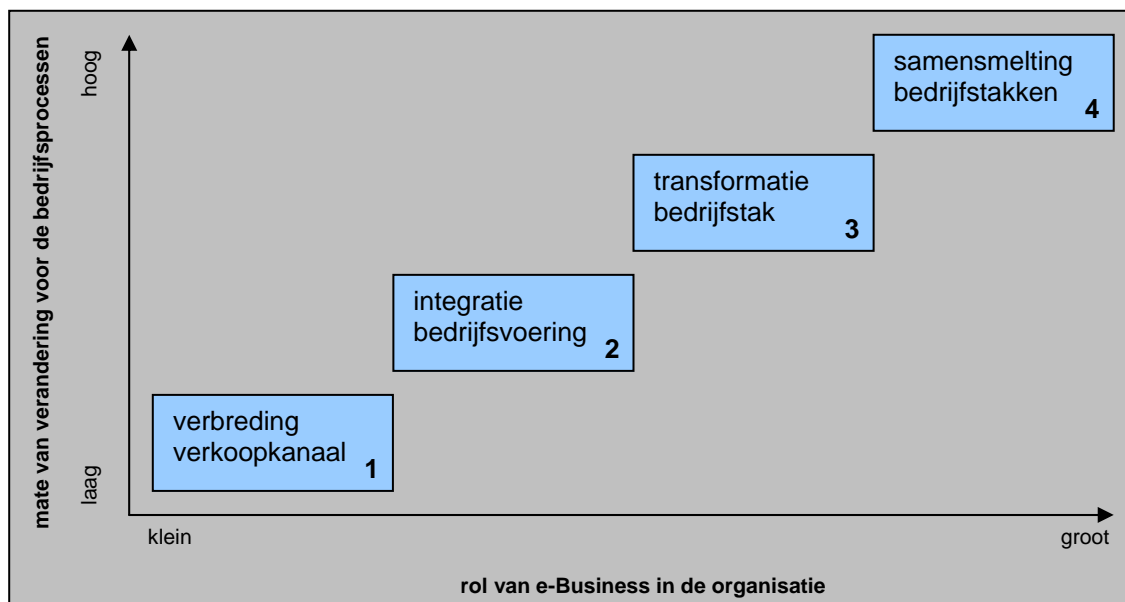 mate van verandering voor de bedrijfsprocessen
hoog
laag
samensmelting
bedrijfstakken
4
transformatie
bedrijfstak
3
integratie
bedrijfsvoering
2
verbreding
verkoopkanaal
1
klein
groot
rol van e-Business in de organisatie